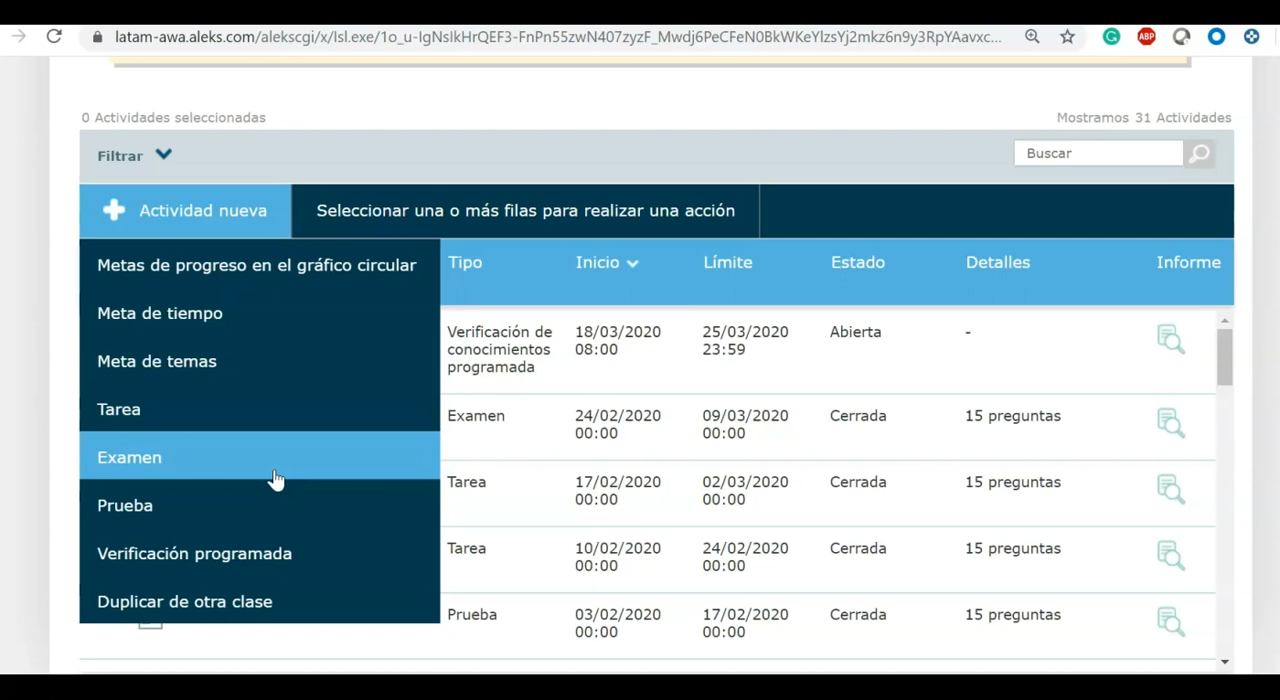 latam-awa.aleks.com/alekscgi/x/Isl.exe/1o_u-IgNsIkHrQEF3-FnPn55zwN407zyzF_Mwdj6PeCFeN0BkWKeYlzsYj2mkz6n9y3RpYAavxc...
ABP
0 Actividades seleccionadas
Mostramos 31 Actividades
Filtrar
Buscar
Actividad nueva
Seleccionar una o más filas para realizar una acción
Metas de progreso en el gráfico circular
Meta de tiempo
Meta de temas
Tarea
Examen
Prueba
Verificación programada
Duplicar de otra clase
Tipo Inicio Límite Estado Detalles Informe
Verificación de conocimientos programada 18/03/2020 08:00 25/03/2020 23:59 Abierta -
Examen 24/02/2020 00:00 09/03/2020 00:00 Cerrada 15 preguntas
Tarea 17/02/2020 00:00 02/03/2020 00:00 Cerrada 15 preguntas
Tarea 10/02/2020 00:00 24/02/2020 00:00 Cerrada 15 preguntas
Prueba 03/02/2020 00:00 17/02/2020 00:00 Cerrada 15 preguntas